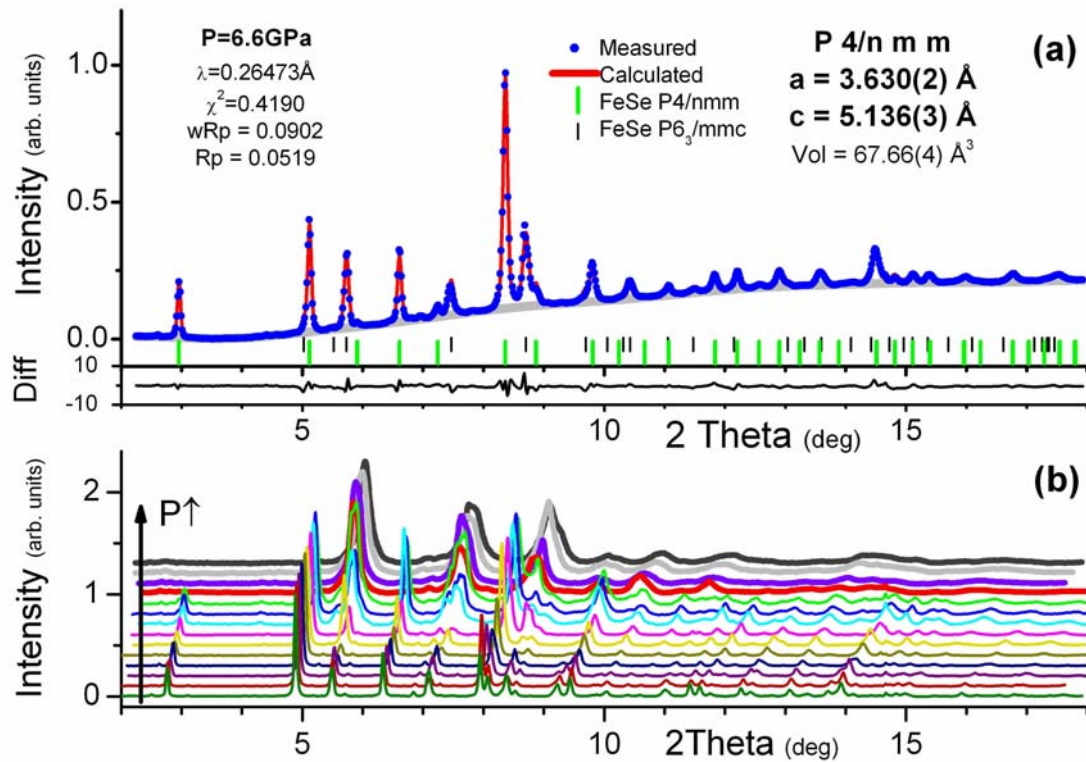 (a)
P=6.6GPa
λ=0.26473Å
χ²=0.4190
wRp = 0.0902
Rp = 0.0519
Measured
Calculated
FeSe P4/nmm
FeSe P6₃/mmc
P 4/n m m
a = 3.630(2) Å
c = 5.136(3) Å
Vol = 67.66(4) Å³
Intensity (arb. units)
1.0
0.5
0.0
Diff
10
-10
5
10
15
2 Theta (deg)
(b)
P↑
Intensity (arb. units)
2
1
0
5
10
15
2Theta (deg)